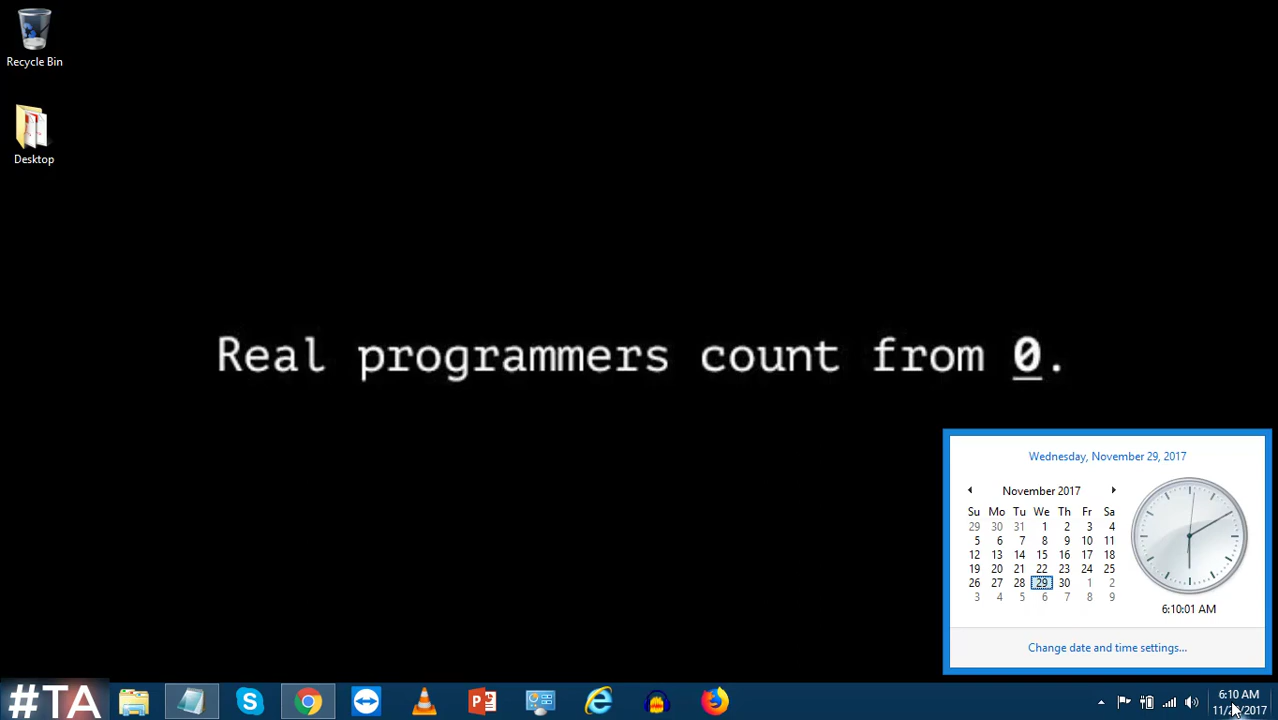 Recycle Bin
Desktop
Real programmers count from 0.
Wednesday, November 29, 2017
November 2017
Su Mo Tu We Th Fr Sa
29 30 31 1 2 3 4
5 6 7 8 9 10 11
12 13 14 15 16 17 18
19 20 21 22 23 24 25
26 27 28 29 30 1 2
3 4 5 6 7 8 9
6:10:01 AM
Change date and time settings...
#TA
6:10 AM